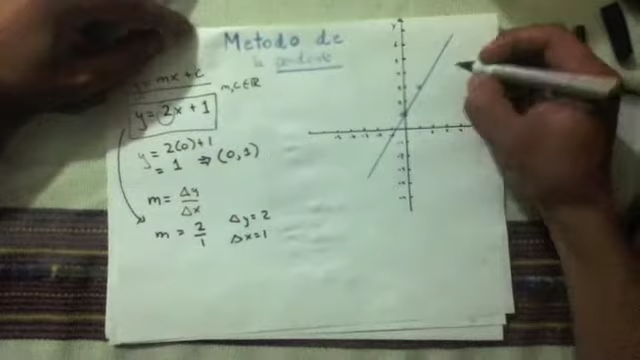 Metodo de
la pendiente
y = mx + c
m, c ∈ ℝ
y = 2x + 1
y = 2(0) + 1
= 1 ⇒ (0, 1)
m = Δy/Δx
m = 2/1
Δy = 2
Δx = 1
y